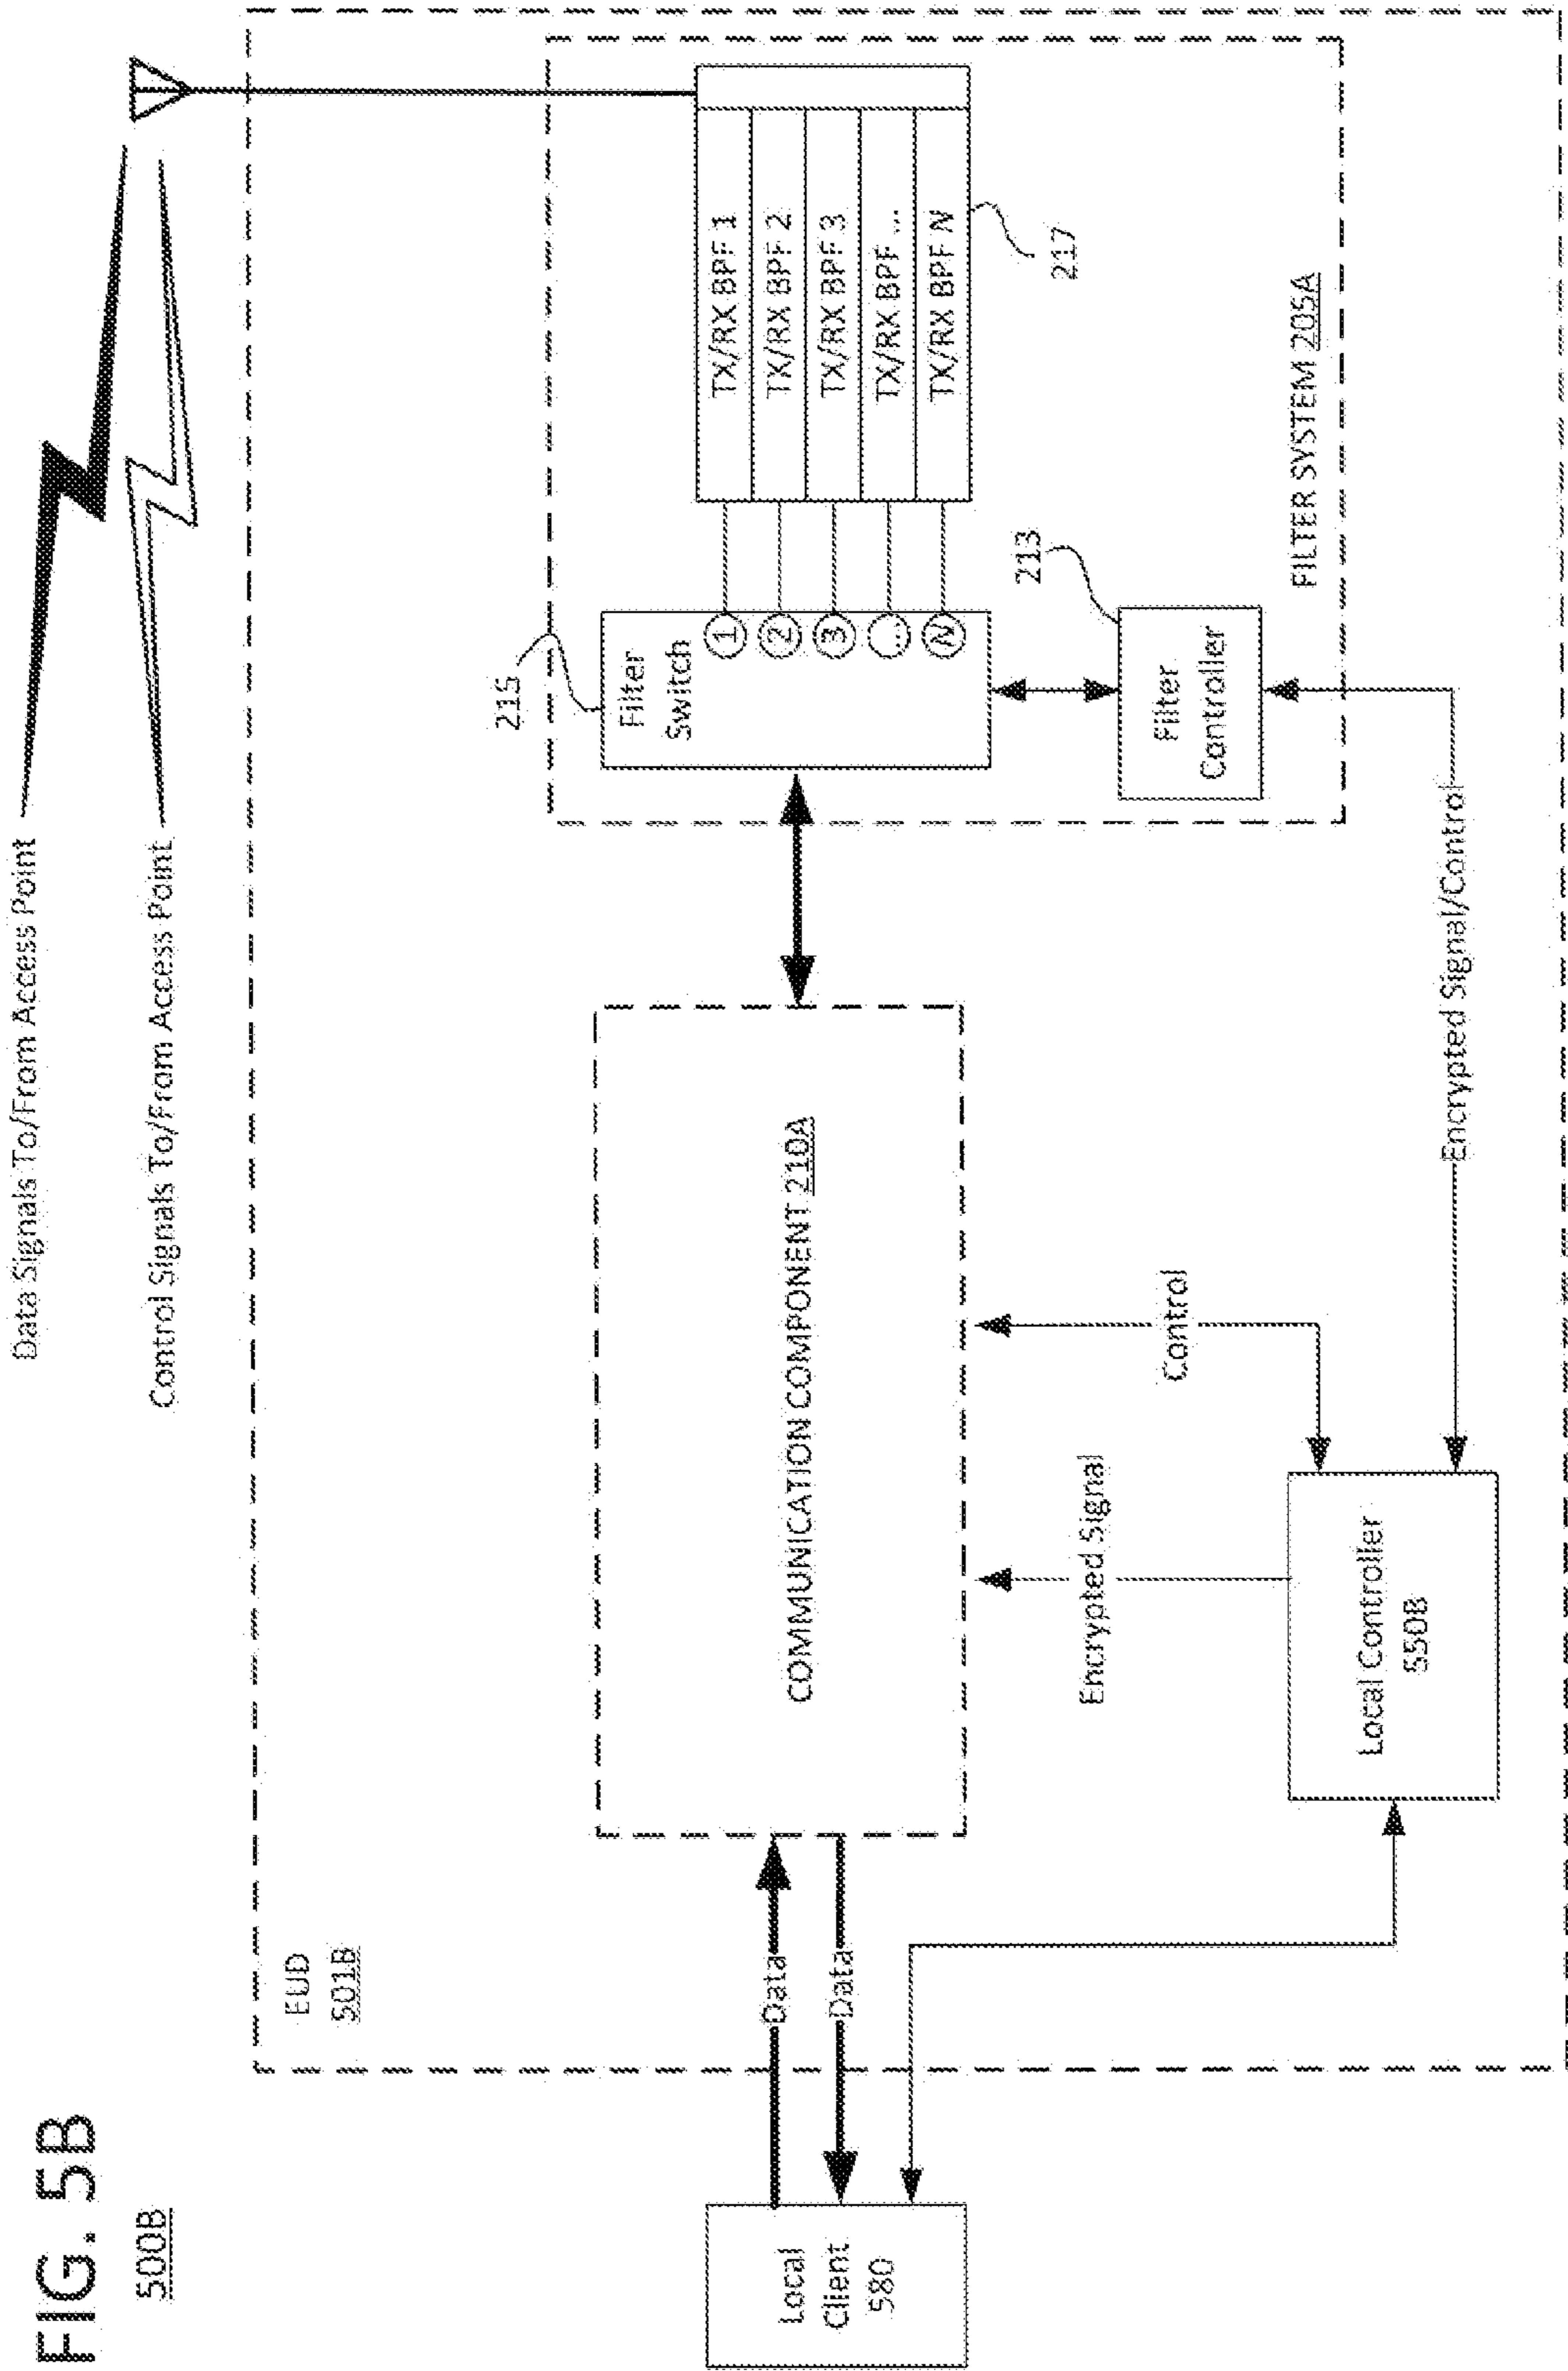 FIG. 5B
500B
Data Signals To/From Access Point
Control Signals To/From Access Point
EUD
501B
Local
Client
580
Data
Data
COMMUNICATION COMPONENT 210A
Encrypted Signal
Control
Local Controller
550B
Encrypted Signal/Control
215
Filter
Switch
1
2
3
...
N
TX/RX BPF 1
TX/RX BPF 2
TX/RX BPF 3
TX/RX BPF ...
TX/RX BPF N
217
213
Filter
Controller
FILTER SYSTEM 205A